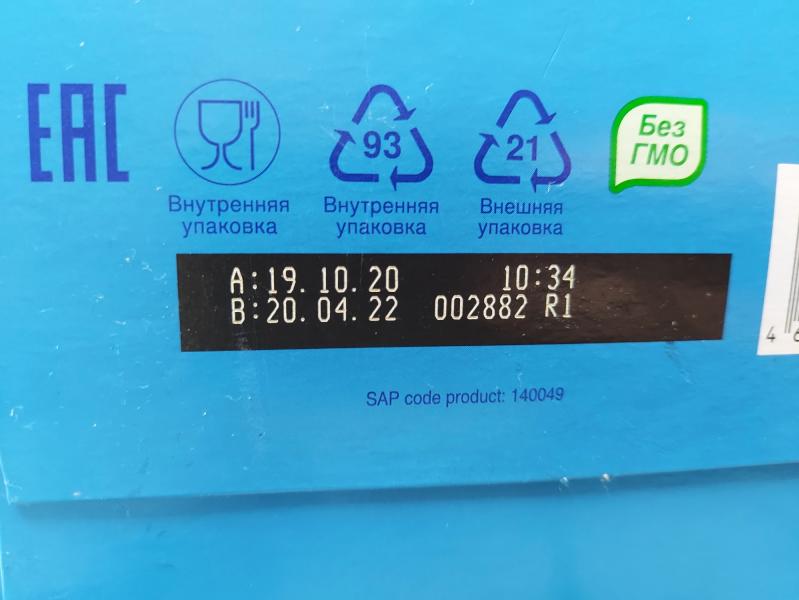 EAC
93
21
Без
ГМО
Внутренняя
упаковка
Внутренняя
упаковка
Внешняя
упаковка
A:19.10.20 10:34
B:20.04.22 002882 R1
4
SAP code product: 140049